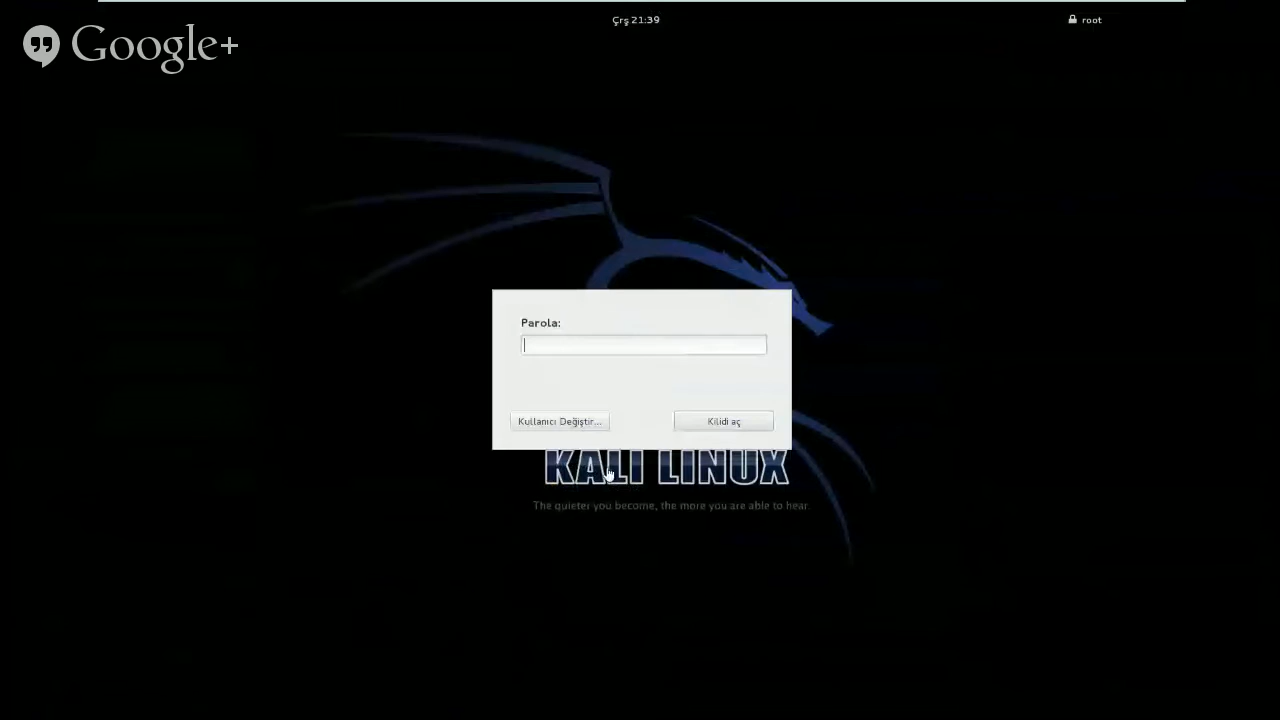 Çrş 21:39
root
Google+
Parola:
Kullanıcı Değiştir...
Kilidi aç
KALI LINUX
The quieter you become, the more you are able to hear.